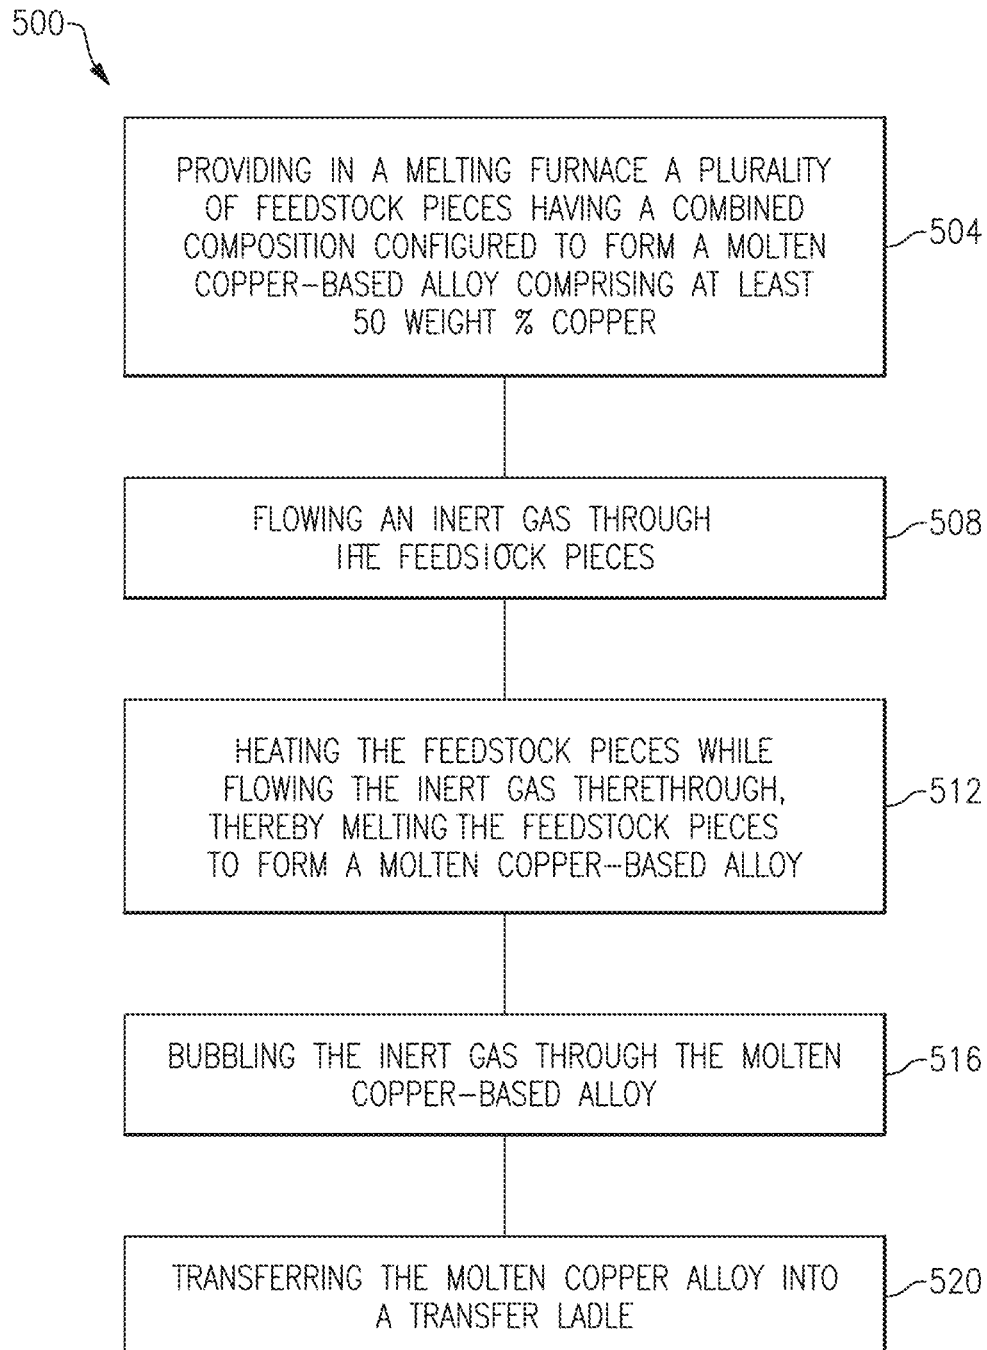 500
PROVIDING IN A MELTING FURNACE A PLURALITY
OF FEEDSTOCK PIECES HAVING A COMBINED
COMPOSITION CONFIGURED TO FORM A MOLTEN
COPPER-BASED ALLOY COMPRISING AT LEAST
50 WEIGHT % COPPER
504
FLOWING AN INERT GAS THROUGH
THE FEEDSTOCK PIECES
508
HEATING THE FEEDSTOCK PIECES WHILE
FLOWING THE INERT GAS THERETHROUGH,
THEREBY MELTING THE FEEDSTOCK PIECES
TO FORM A MOLTEN COPPER-BASED ALLOY
512
BUBBLING THE INERT GAS THROUGH THE MOLTEN
COPPER-BASED ALLOY
516
TRANSFERRING THE MOLTEN COPPER ALLOY INTO
A TRANSFER LADLE
520